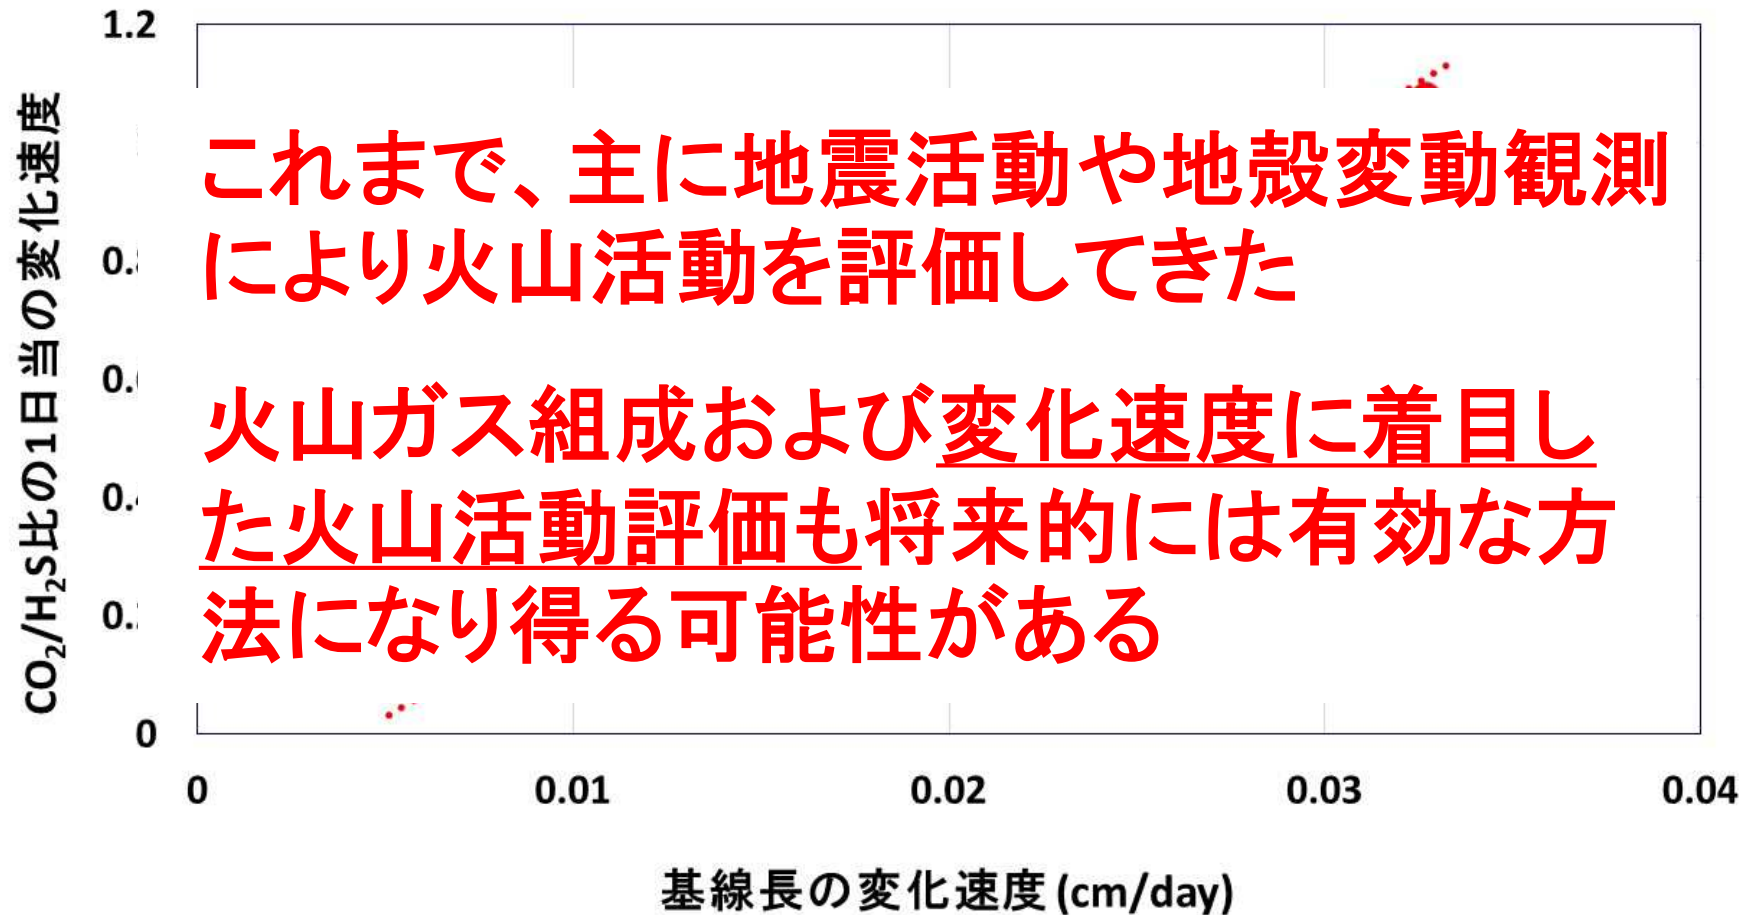 1.2
CO₂/H₂S比の1日当の変化速度
これまで、主に地震活動や地殻変動観測
により火山活動を評価してきた
火山ガス組成および変化速度に着目し
た火山活動評価も将来的には有効な方
法になり得る可能性がある
0
0
0.01
0.02
0.03
0.04
基線長の変化速度 (cm/day)